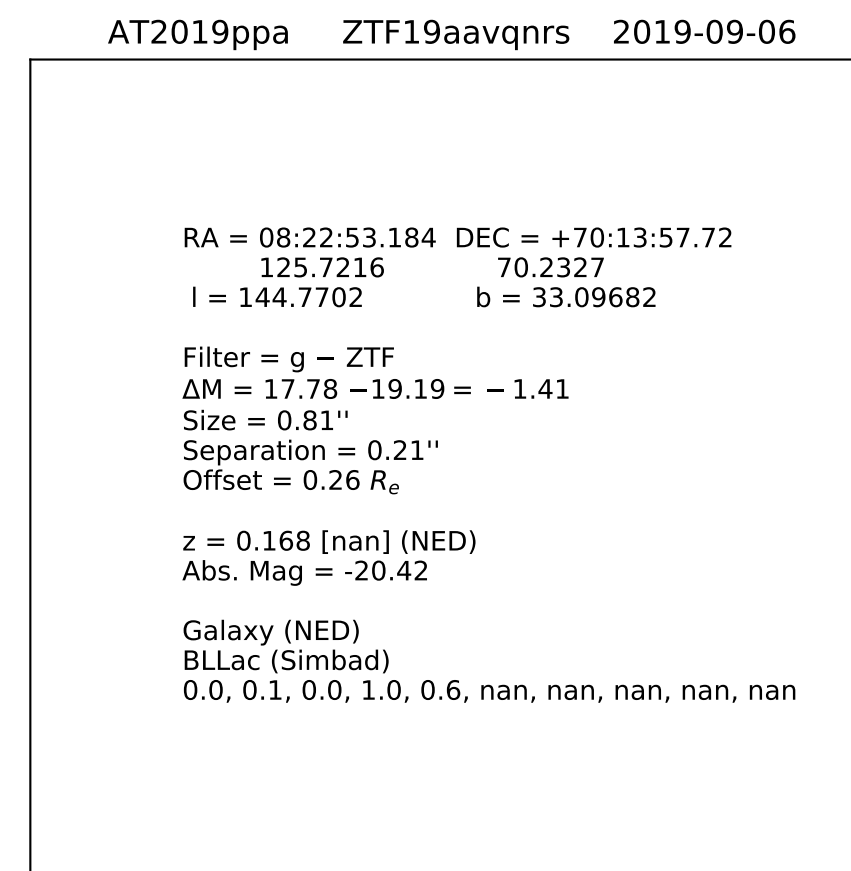 AT2019ppa ZTF19aavqnrs 2019-09-06
RA = 08:22:53.184 DEC = +70:13:57.72
125.7216 70.2327
l = 144.7702 b = 33.09682
Filter = g − ZTF
ΔM = 17.78 −19.19 = − 1.41
Size = 0.81''
Separation = 0.21''
Offset = 0.26 Rₑ
z = 0.168 [nan] (NED)
Abs. Mag = -20.42
Galaxy (NED)
BLLac (Simbad)
0.0, 0.1, 0.0, 1.0, 0.6, nan, nan, nan, nan, nan